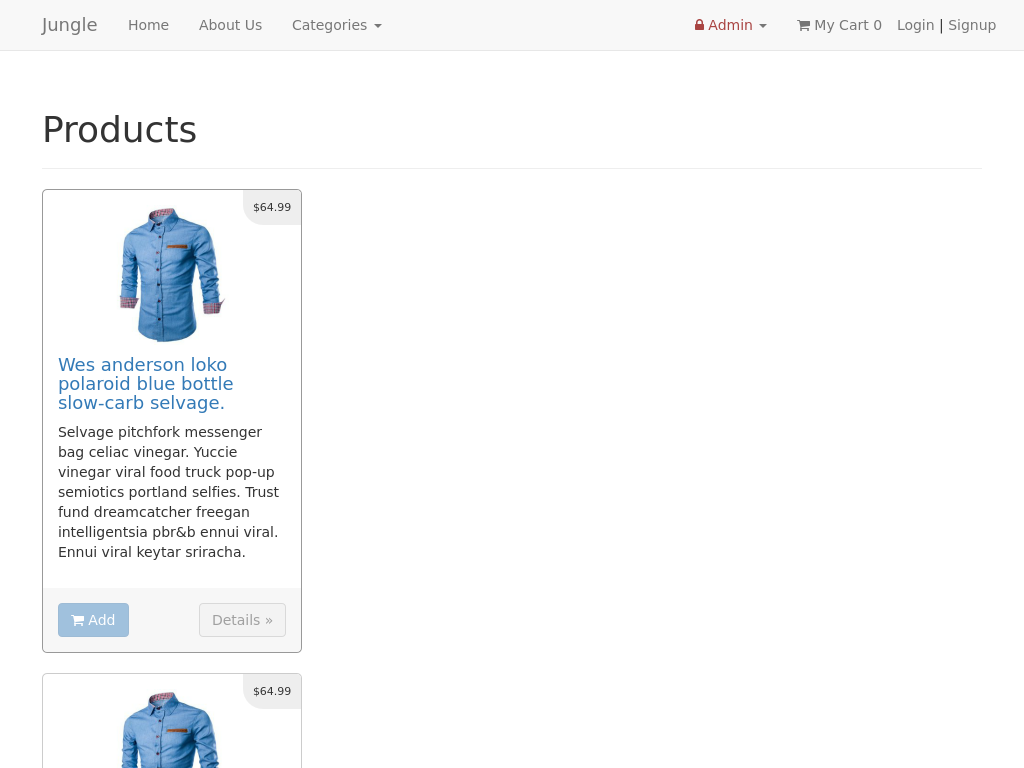 Jungle Home About Us Categories Admin My Cart 0 Login | Signup
Products
$64.99
Wes anderson loko
polaroid blue bottle
slow-carb selvage.
Selvage pitchfork messenger
bag celiac vinegar. Yuccie
vinegar viral food truck pop-up
semiotics portland selfies. Trust
fund dreamcatcher freegan
intelligentsia pbr&b ennui viral.
Ennui viral keytar sriracha.
Add Details »
$64.99